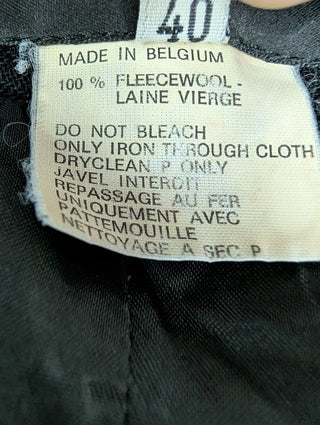 40
MADE IN BELGIUM
100 % FLEECEWOOL -
LAINE VIERGE
DO NOT BLEACH
ONLY IRON THROUGH CLOTH
DRYCLEAN P ONLY
JAVEL INTERDIT
REPASSAGE AU FER
UNIQUEMENT AVEC
PATTEMOUILLE
NETTOYAGE A SEC P